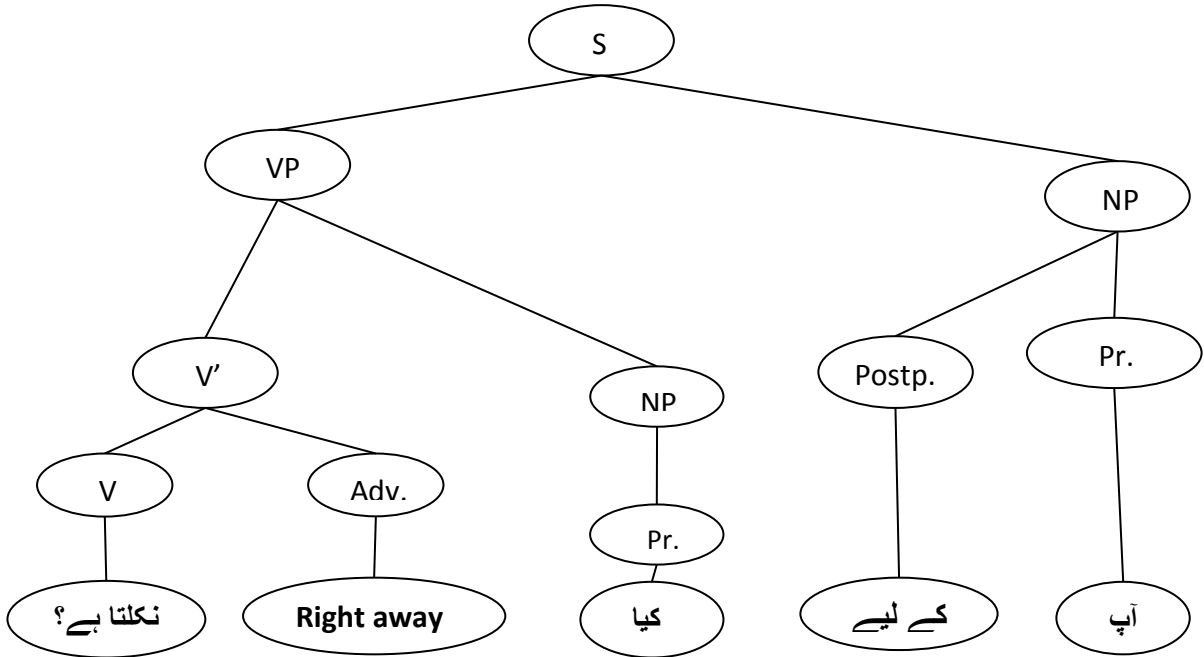 S
VP
NP
V’
NP
Postp.
Pr.
V
Adv.
Pr.
آپ
کے لیے
کیا
Right away
نکلتا ہے؟